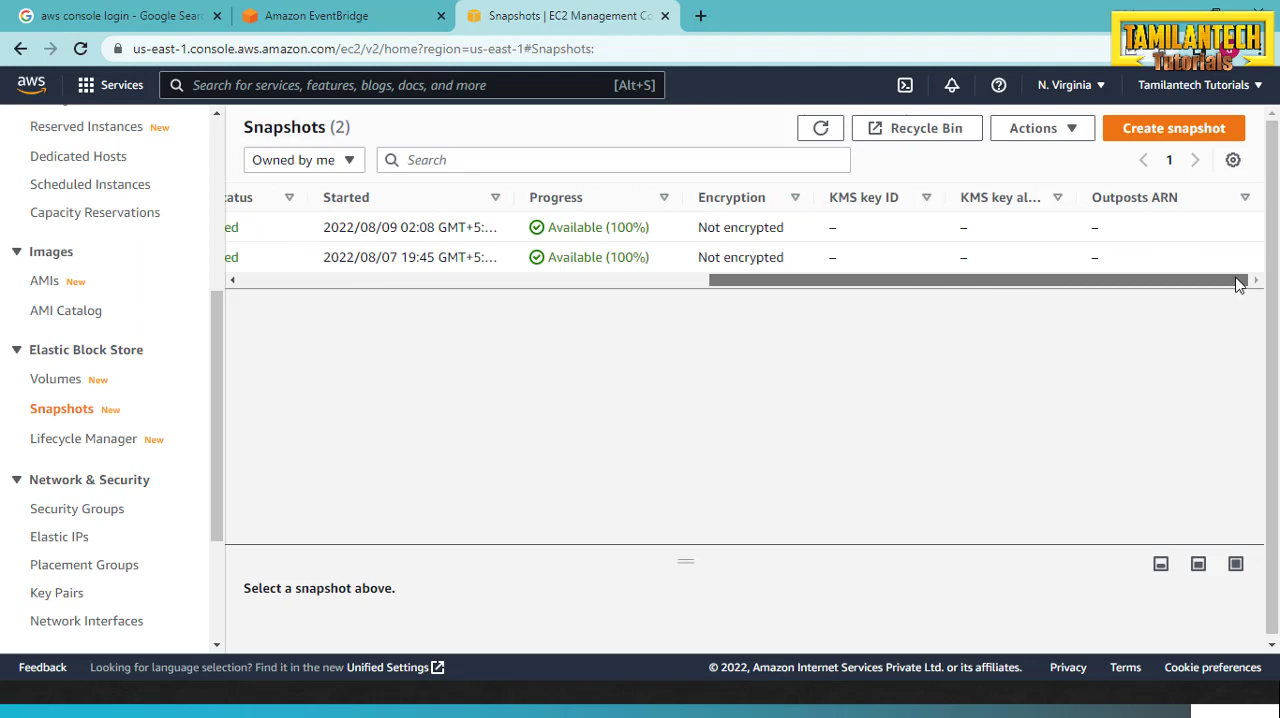 aws console login - Google Sear
Amazon EventBridge
Snapshots | EC2 Management Co
us-east-1.console.aws.amazon.com/ec2/v2/home?region=us-east-1#Snapshots:
TAMILANTECH
Tutorials
aws
Services
Search for services, features, blogs, docs, and more
[Alt+S]
N. Virginia
Tamilantech Tutorials
Reserved Instances New
Dedicated Hosts
Scheduled Instances
Capacity Reservations
Images
AMIs New
AMI Catalog
Elastic Block Store
Volumes New
Snapshots New
Lifecycle Manager New
Network & Security
Security Groups
Elastic IPs
Placement Groups
Key Pairs
Network Interfaces
Snapshots (2)
Recycle Bin
Actions
Create snapshot
Owned by me
Search
1
tatus Started Progress Encryption KMS key ID KMS key al... Outposts ARN
ed 2022/08/09 02:08 GMT+5:... Available (100%) Not encrypted – – –
ed 2022/08/07 19:45 GMT+5:... Available (100%) Not encrypted – – –
Select a snapshot above.
Feedback
Looking for language selection? Find it in the new Unified Settings
© 2022, Amazon Internet Services Private Ltd. or its affiliates.
Privacy
Terms
Cookie preferences